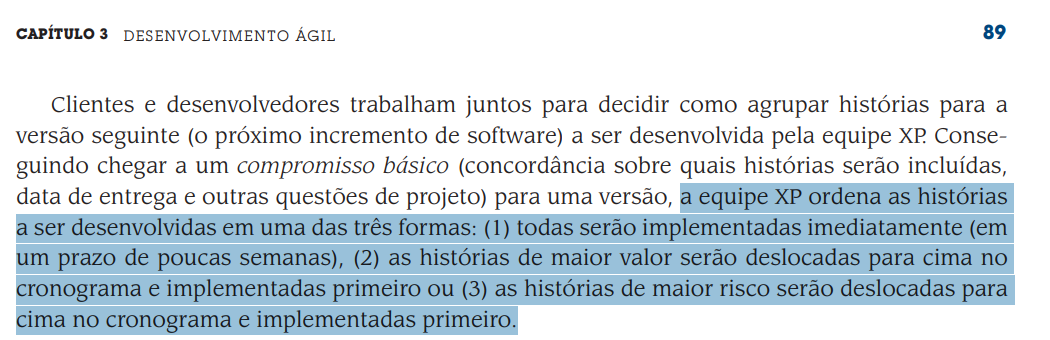 CAPÍTULO 3 DESENVOLVIMENTO ÁGIL 89
Clientes e desenvolvedores trabalham juntos para decidir como agrupar histórias para a
versão seguinte (o próximo incremento de software) a ser desenvolvida pela equipe XP. Conse-
guindo chegar a um compromisso básico (concordância sobre quais histórias serão incluídas,
data de entrega e outras questões de projeto) para uma versão, a equipe XP ordena as histórias
a ser desenvolvidas em uma das três formas: (1) todas serão implementadas imediatamente (em
um prazo de poucas semanas), (2) as histórias de maior valor serão deslocadas para cima no
cronograma e implementadas primeiro ou (3) as histórias de maior risco serão deslocadas para
cima no cronograma e implementadas primeiro.